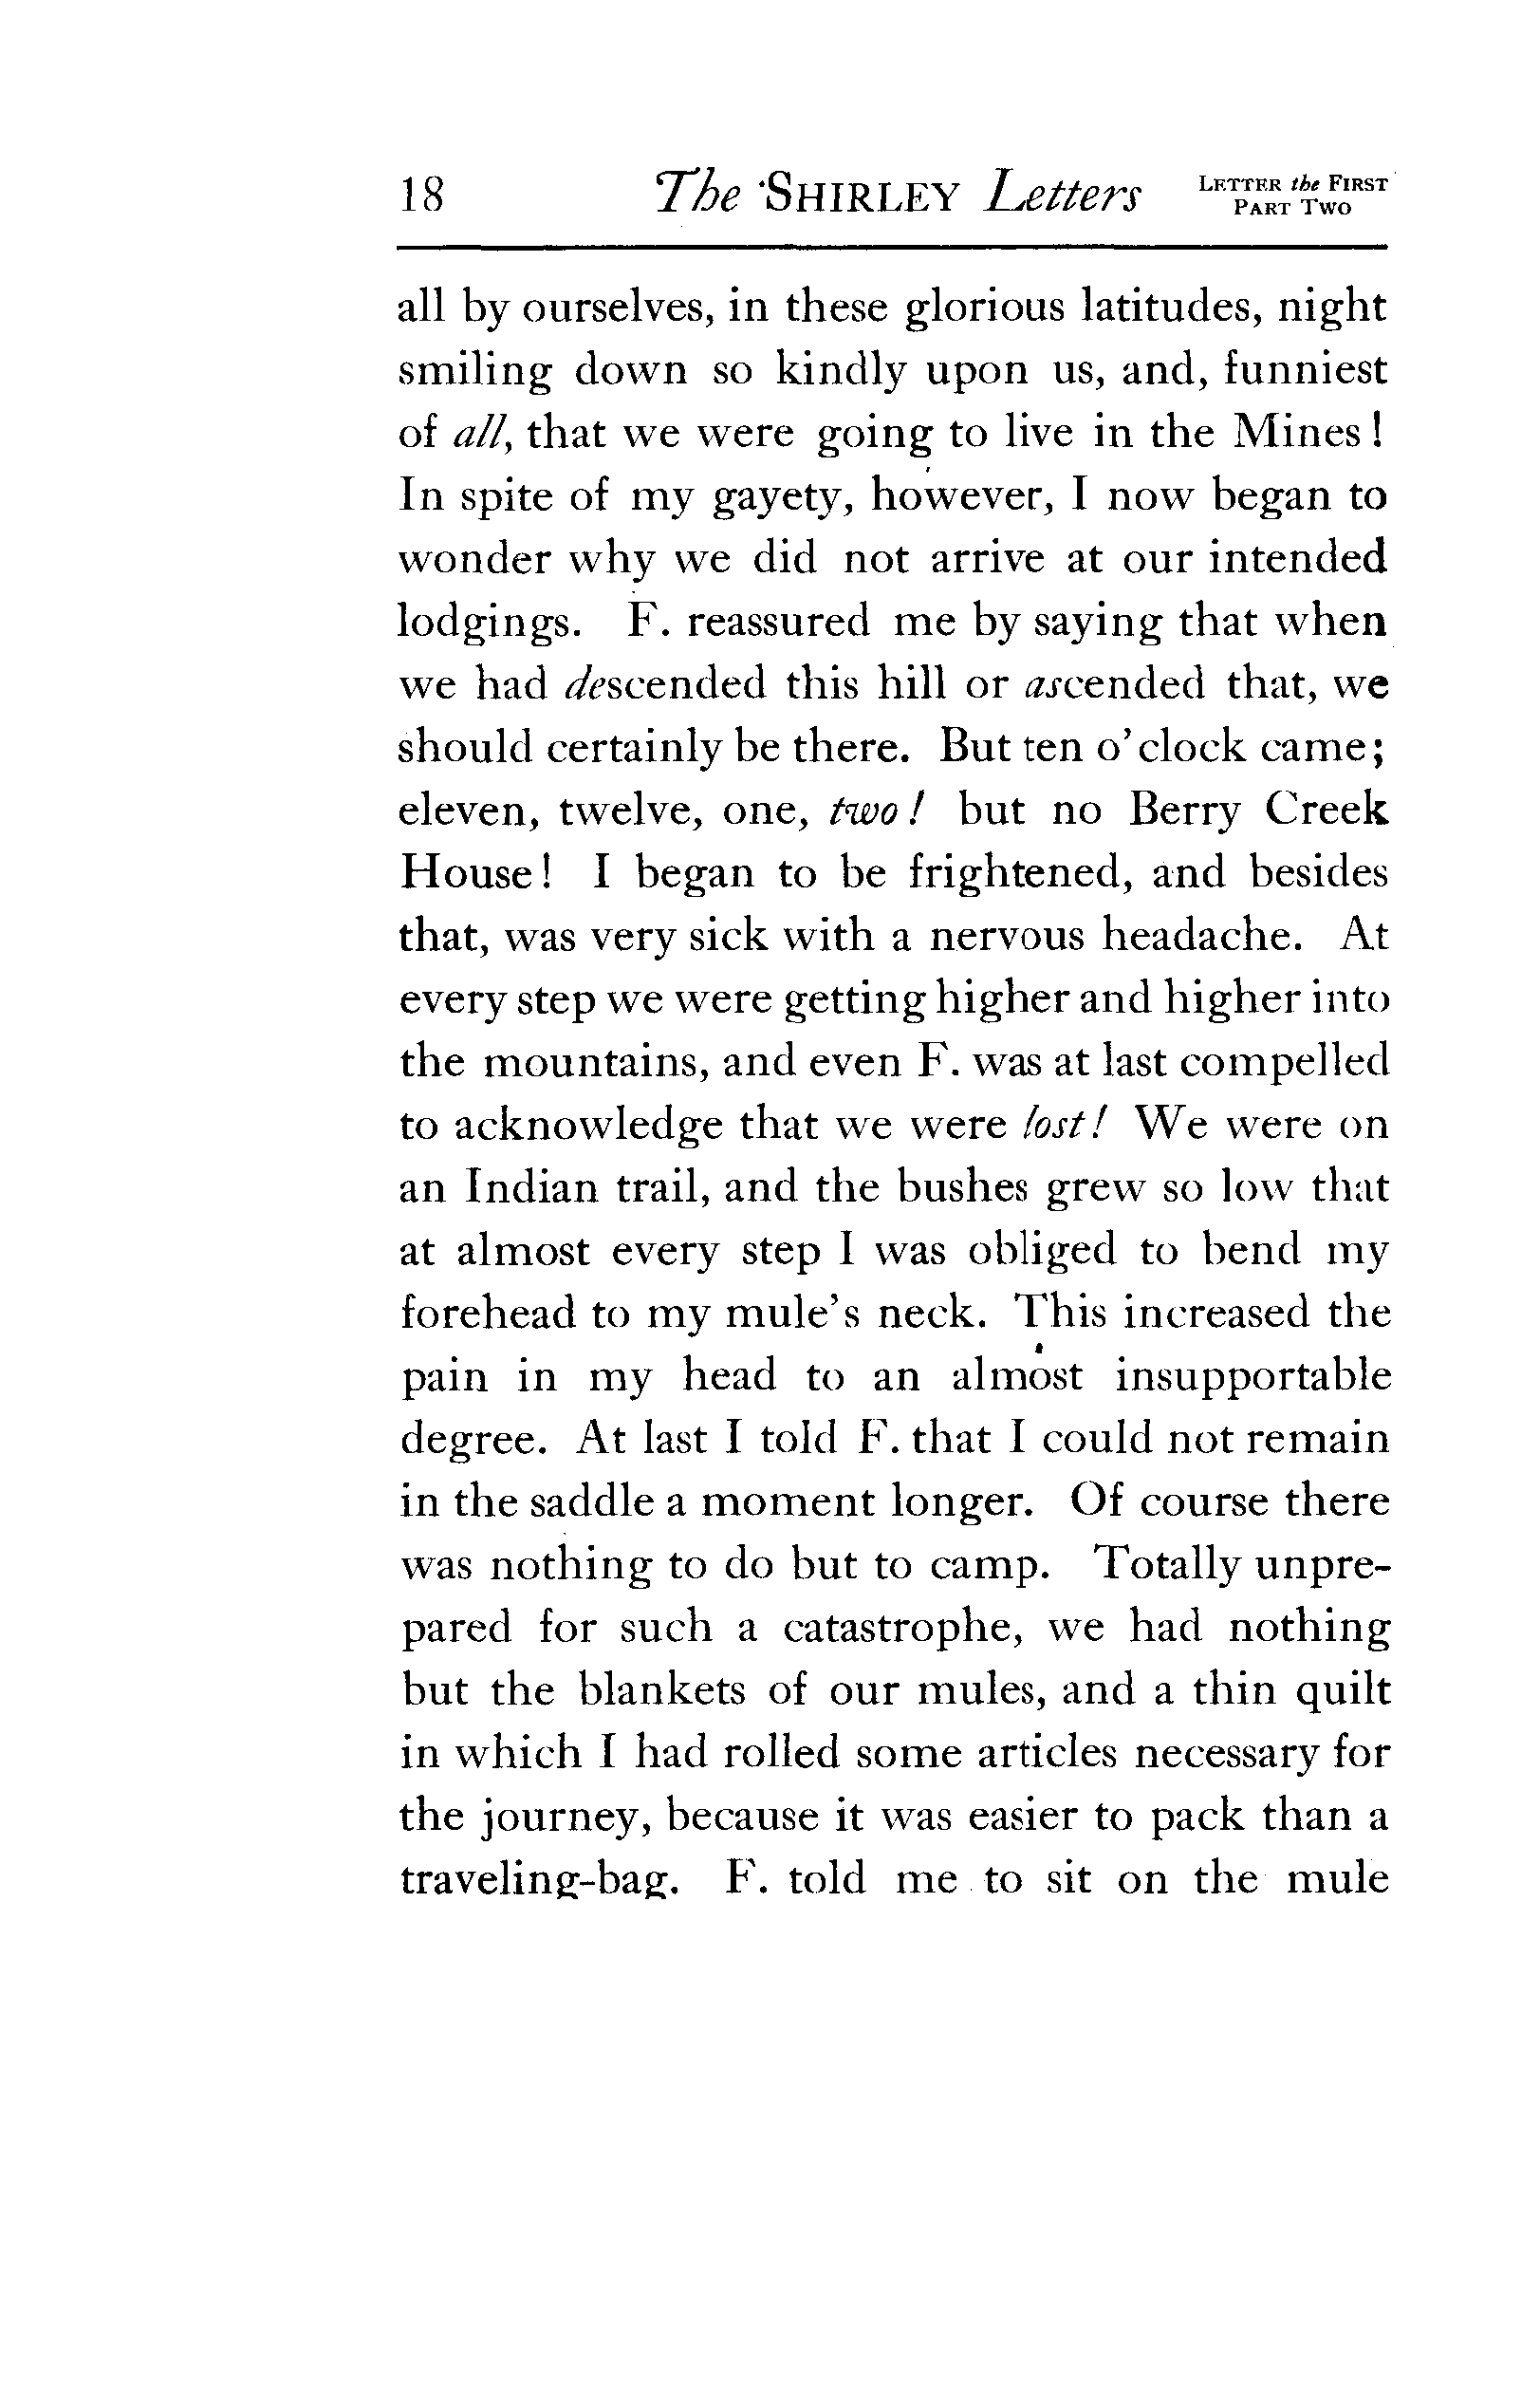 18 The SHIRLEY Letters LETTER the FIRST
PART TWO
all by ourselves, in these glorious latitudes, night
smiling down so kindly upon us, and, funniest
of all, that we were going to live in the Mines!
In spite of my gayety, however, I now began to
wonder why we did not arrive at our intended
lodgings. F. reassured me by saying that when
we had descended this hill or ascended that, we
should certainly be there. But ten o'clock came;
eleven, twelve, one, two! but no Berry Creek
House! I began to be frightened, and besides
that, was very sick with a nervous headache. At
every step we were getting higher and higher into
the mountains, and even F. was at last compelled
to acknowledge that we were lost! We were on
an Indian trail, and the bushes grew so low that
at almost every step I was obliged to bend my
forehead to my mule's neck. This increased the
pain in my head to an almost insupportable
degree. At last I told F. that I could not remain
in the saddle a moment longer. Of course there
was nothing to do but to camp. Totally unpre-
pared for such a catastrophe, we had nothing
but the blankets of our mules, and a thin quilt
in which I had rolled some articles necessary for
the journey, because it was easier to pack than a
traveling-bag. F. told me to sit on the mule